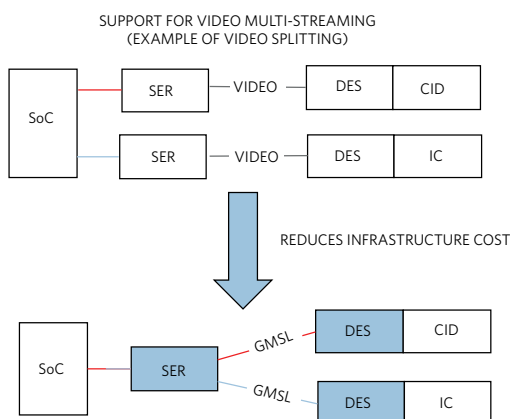 SUPPORT FOR VIDEO MULTI-STREAMING
(EXAMPLE OF VIDEO SPLITTING)
SoC
SER
VIDEO
DES
CID
SER
VIDEO
DES
IC
REDUCES INFRASTRUCTURE COST
SoC
SER
GMSL
DES
CID
GMSL
DES
IC